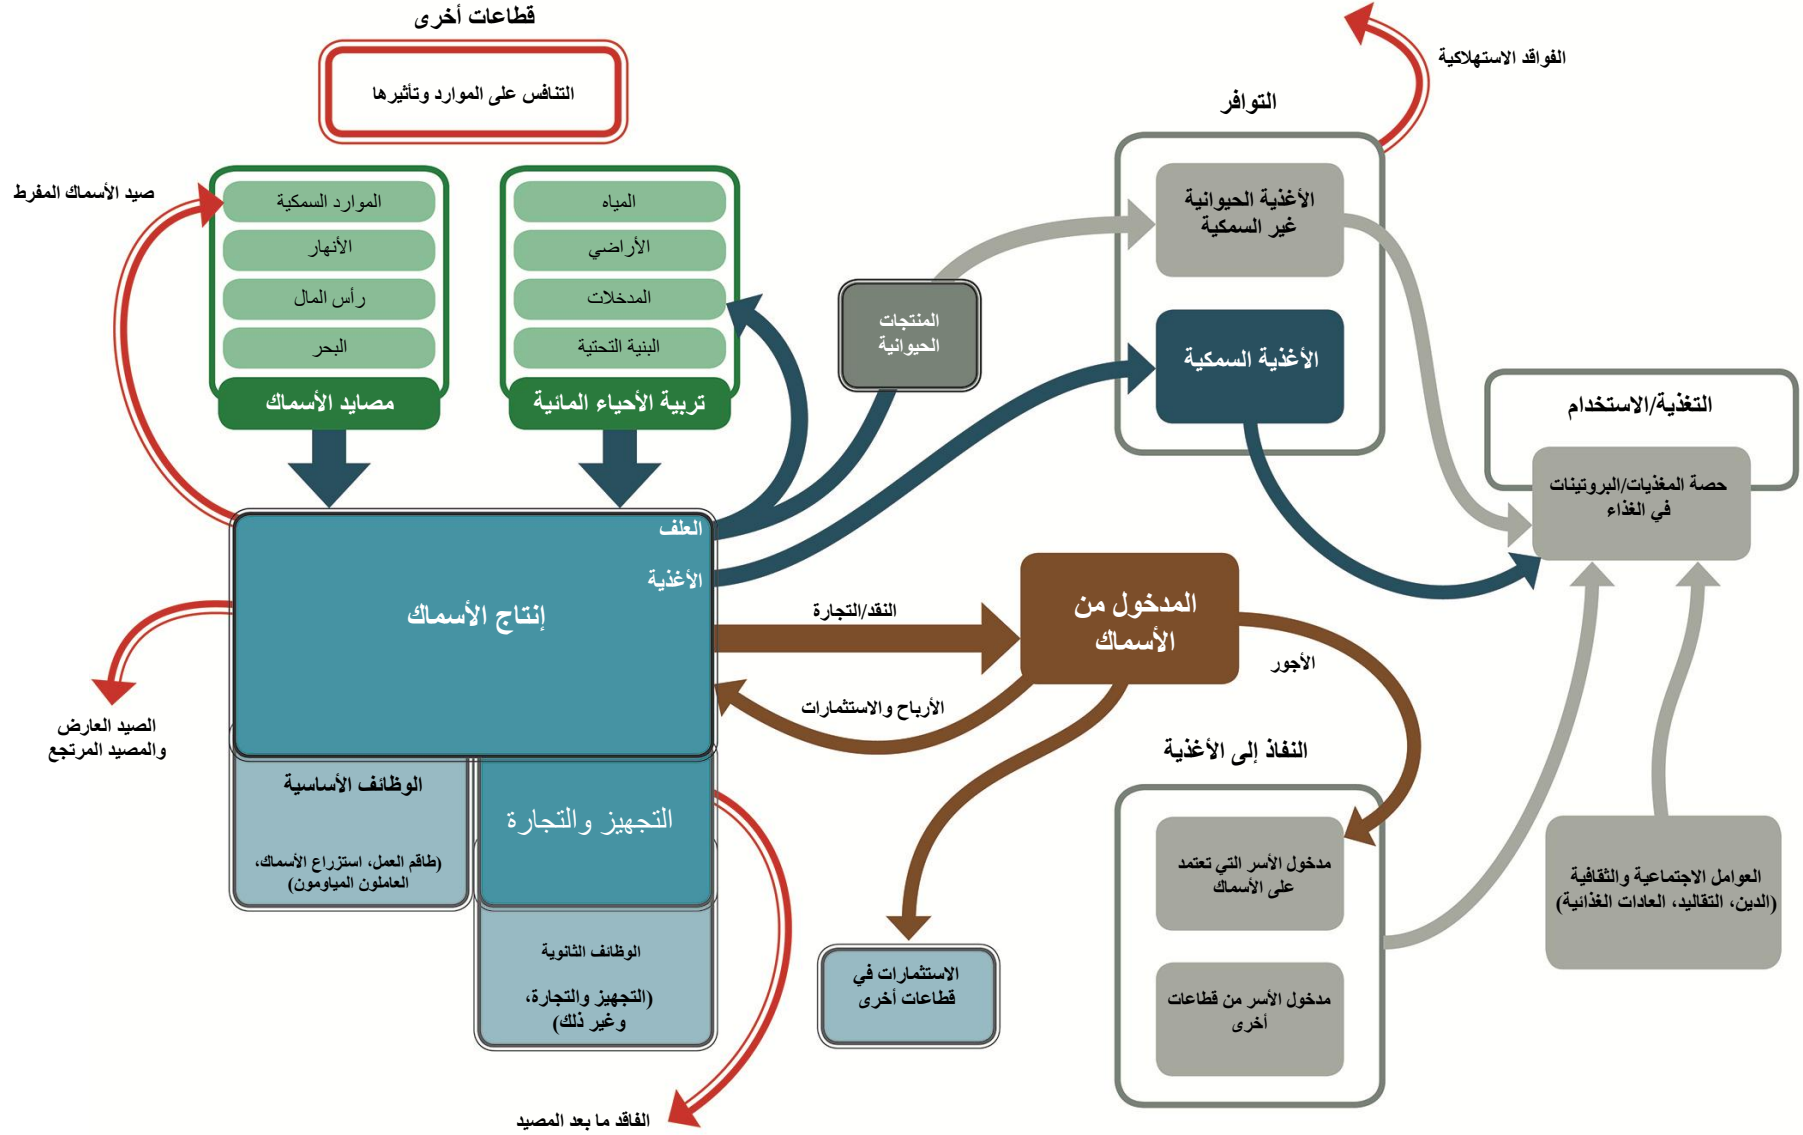 قطاعات أخرى
التنافس على الموارد وتأثيرها
الفواقد الاستهلاكية
التوافر
صيد الأسماك المفرط
الموارد السمكية
الأنهار
رأس المال
البحر
مصايد الأسماك
المياه
الأراضي
المدخلات
البنية التحتية
تربية الأحياء المائية
المنتجات
الحيوانية
الأغذية الحيوانية
غير السمكية
الأغذية السمكية
التغذية/الاستخدام
حصة المغذيات/البروتينات
في الغذاء
العلف
الأغذية
إنتاج الأسماك
النقد/التجارة
المدخول من
الأسماك
الأجور
الأرباح والاستثمارات
الصيد العارض
والمصيد المرتجع
النفاذ إلى الأغذية
الوظائف الأساسية
(طاقم العمل، استزراع الأسماك،
العاملون المياومون)
التجهيز والتجارة
الوظائف الثانوية
(التجهيز والتجارة،
وغير ذلك)
الاستثمارات في
قطاعات أخرى
مدخول الأسر التي تعتمد
على الأسماك
مدخول الأسر من قطاعات
أخرى
العوامل الاجتماعية والثقافية
(الدين، التقاليد، العادات الغذائية)
الفاقد ما بعد المصيد